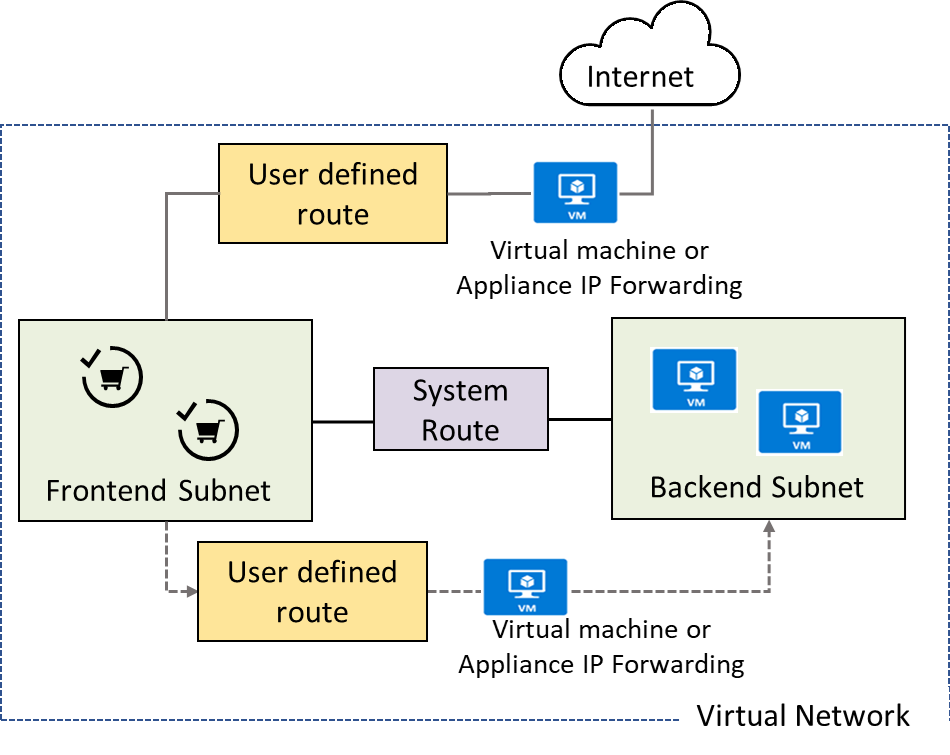 Internet
User defined
route
VM
Virtual machine or
Appliance IP Forwarding
System
Route
VM
VM
Frontend Subnet
Backend Subnet
User defined
route
VM
Virtual machine or
Appliance IP Forwarding
Virtual Network